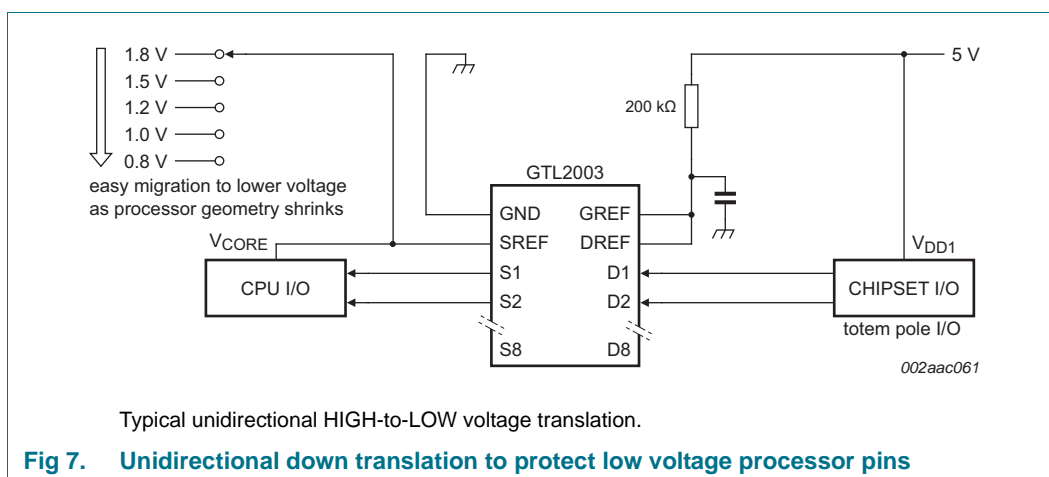 1.8 V
1.5 V
1.2 V
1.0 V
0.8 V
easy migration to lower voltage
as processor geometry shrinks
5 V
200 kΩ
GTL2003
GND GREF
SREF DREF
S1 D1
S2 D2
S8 D8
VCORE
CPU I/O
VDD1
CHIPSET I/O
totem pole I/O
002aac061
Typical unidirectional HIGH-to-LOW voltage translation.
Fig 7. Unidirectional down translation to protect low voltage processor pins